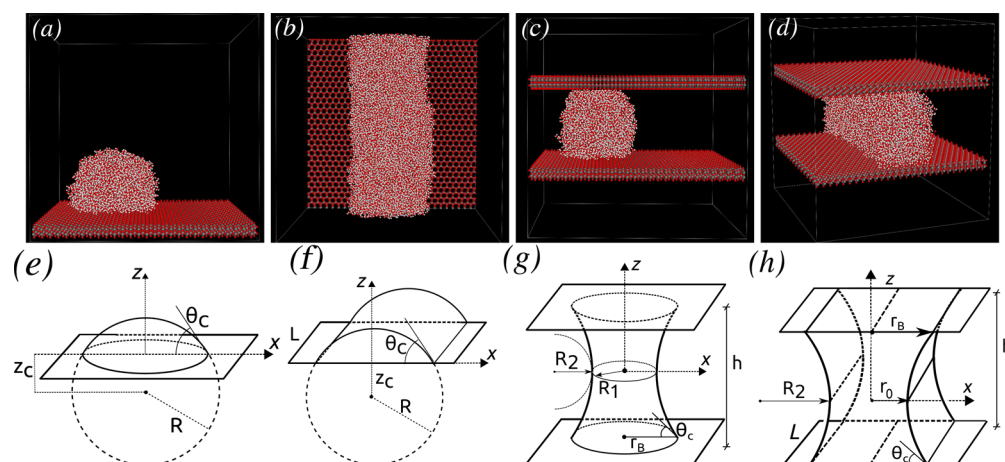 (a) (b) (c) (d)
(e) (f) (g) (h)
z θC x zC R
z L θC x zC R
z R2 R1 x h rB θc
z rB R2 r0 x L θc